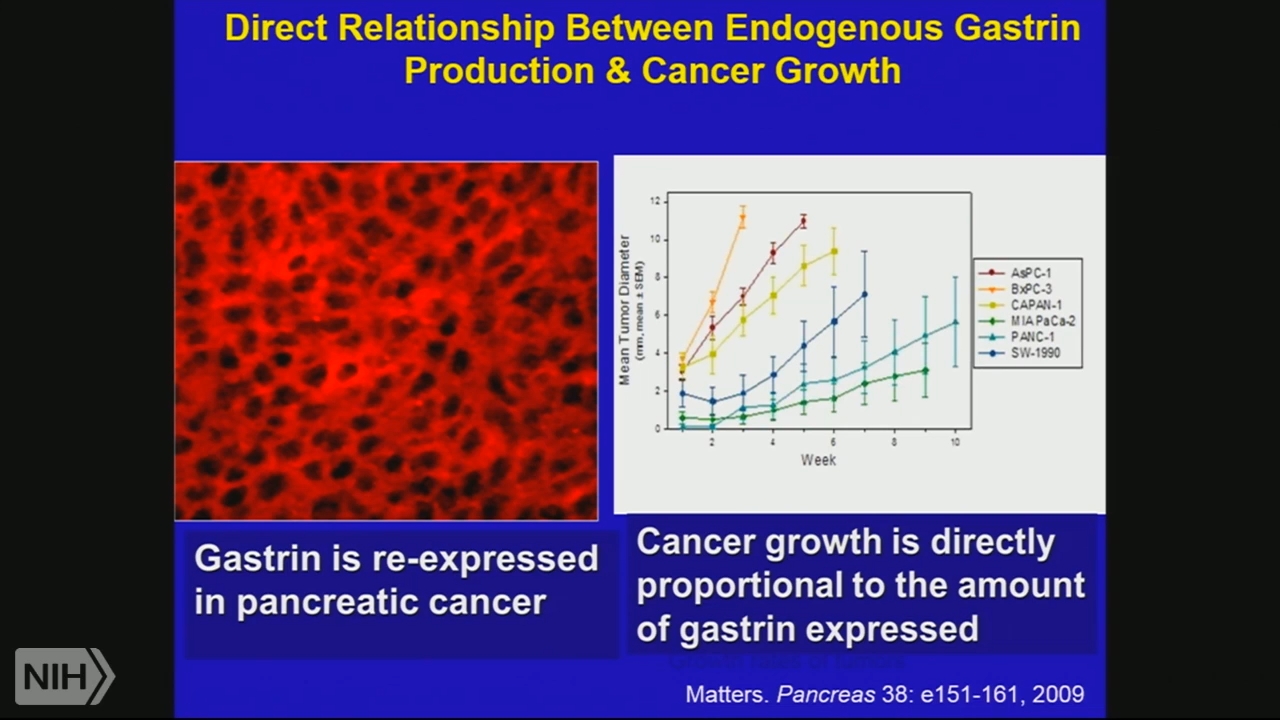 Direct Relationship Between Endogenous Gastrin
Production & Cancer Growth
12
10
8
6
4
2
0
Mean Tumor Diameter
(mm, mean ± SEM)
2
4
6
8
10
Week
AsPC-1
BxPC-3
CAPAN-1
MIA PaCa-2
PANC-1
SW-1990
Gastrin is re-expressed
in pancreatic cancer
Cancer growth is directly
proportional to the amount
of gastrin expressed
Matters. Pancreas 38: e151-161, 2009
NIH